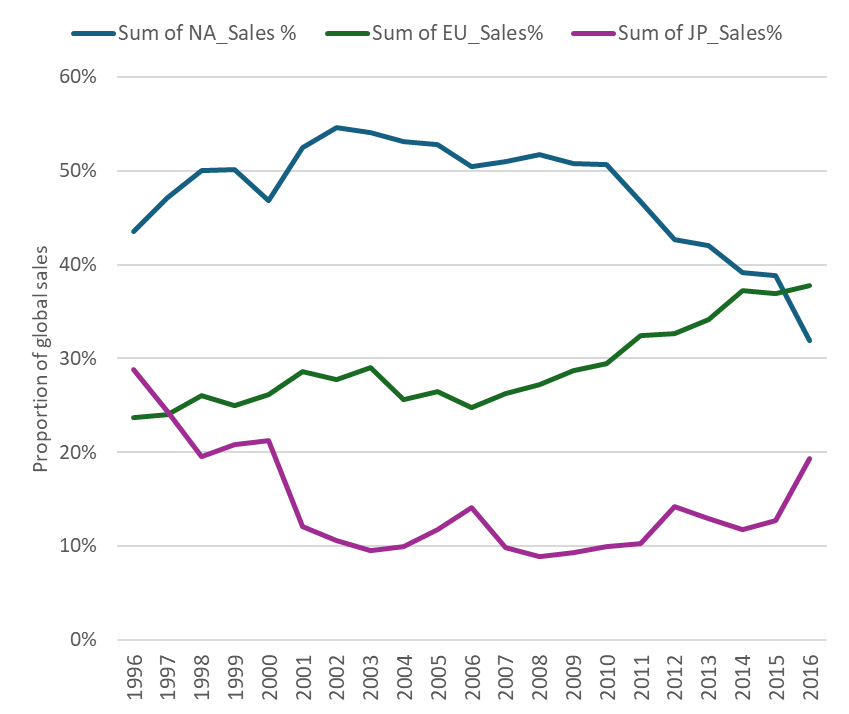 Sum of NA_Sales % Sum of EU_Sales% Sum of JP_Sales%
Proportion of global sales
60%
50%
40%
30%
20%
10%
0%
1996 1997 1998 1999 2000 2001 2002 2003 2004 2005 2006 2007 2008 2009 2010 2011 2012 2013 2014 2015 2016